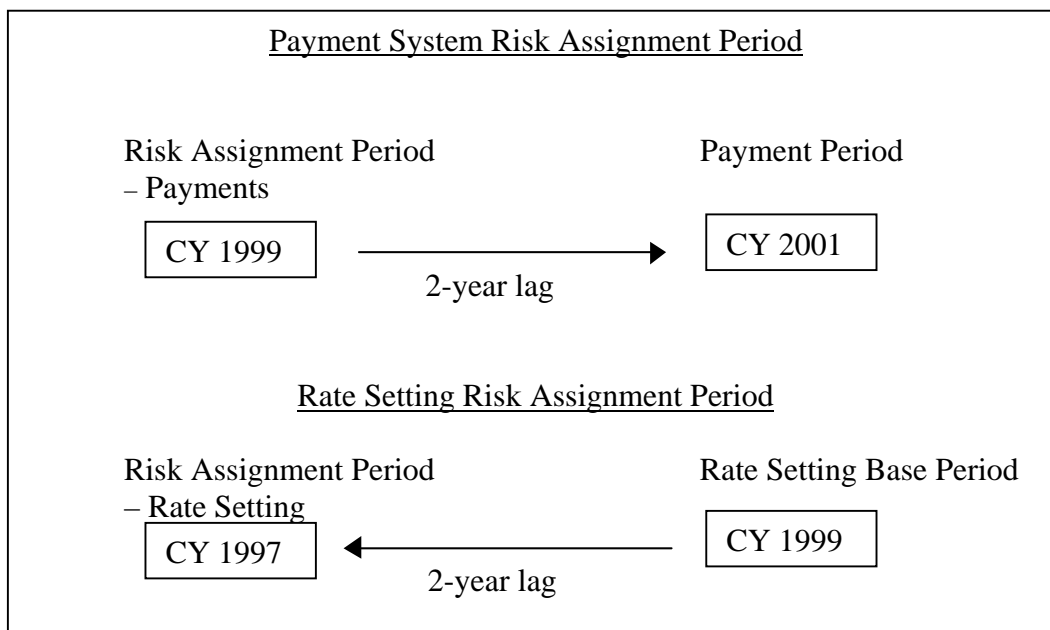 Payment System Risk Assignment Period
Risk Assignment Period
– Payments
Payment Period
CY 1999
CY 2001
2-year lag
Rate Setting Risk Assignment Period
Risk Assignment Period
– Rate Setting
Rate Setting Base Period
CY 1997
CY 1999
2-year lag